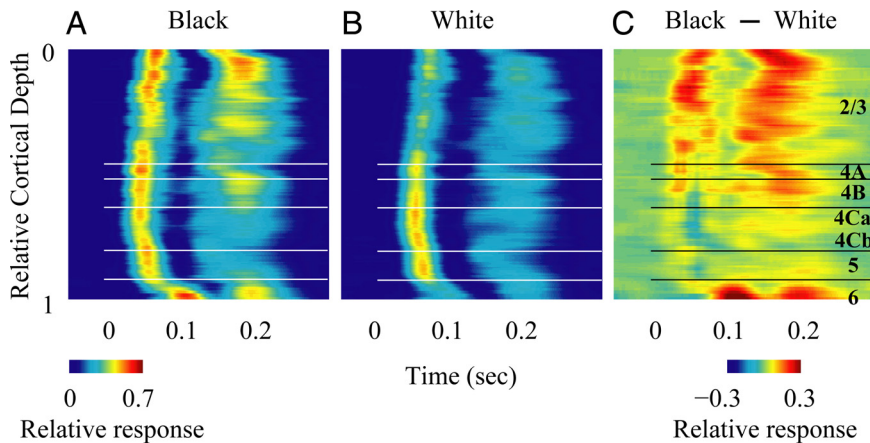 A Black B White C Black − White
0
Relative Cortical Depth
1
2/3
4A
4B
4Ca
4Cb
5
6
0 0.1 0.2 0 0.1 0.2 0 0.1 0.2
Time (sec)
0 0.7 −0.3 0.3
Relative response Relative response